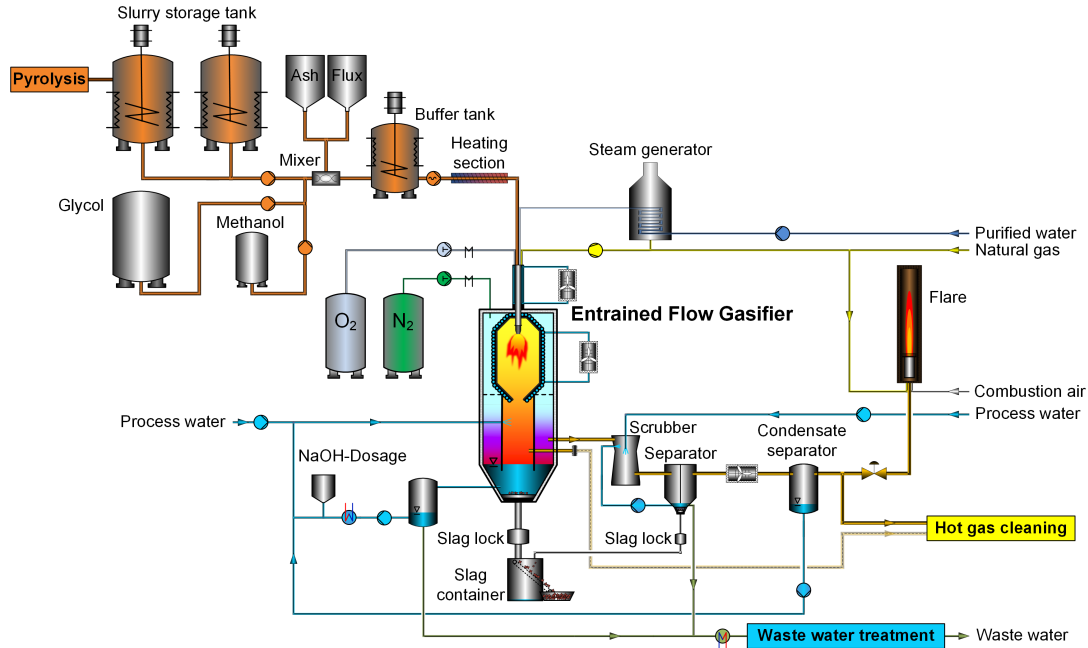 Slurry storage tank
Pyrolysis
Ash
Flux
Buffer tank
Mixer
Heating
section
Steam generator
Glycol
Methanol
Purified water
Natural gas
O₂
N₂
Entrained Flow Gasifier
Flare
Combustion air
Process water
Process water
Scrubber
Condensate
separator
Separator
NaOH-Dosage
Hot gas cleaning
Slag lock
Slag lock
Slag
container
Waste water treatment
Waste water